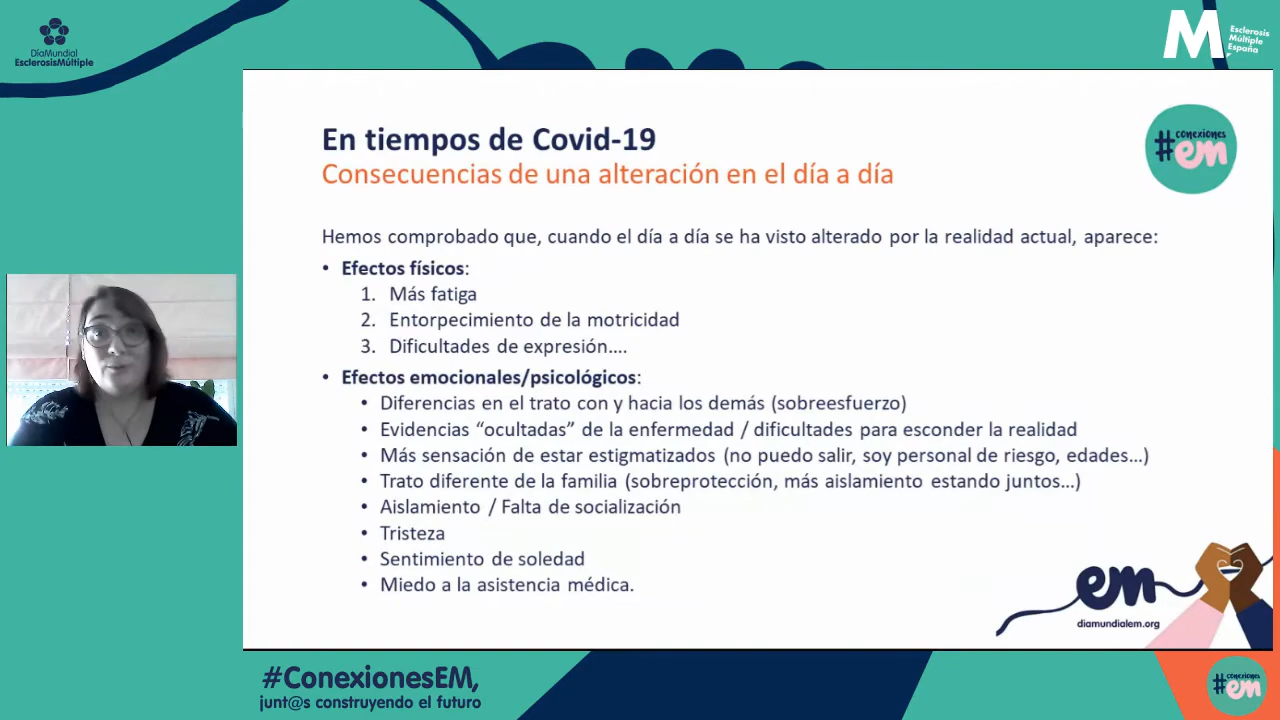 DíaMundial
EsclerosisMúltiple
M
Esclerosis
Múltiple
España
En tiempos de Covid-19
Consecuencias de una alteración en el día a día
#conexiones
em
Hemos comprobado que, cuando el día a día se ha visto alterado por la realidad actual, aparece:
• Efectos físicos:
1. Más fatiga
2. Entorpecimiento de la motricidad
3. Dificultades de expresión....
• Efectos emocionales/psicológicos:
• Diferencias en el trato con y hacia los demás (sobreesfuerzo)
• Evidencias “ocultadas” de la enfermedad / dificultades para esconder la realidad
• Más sensación de estar estigmatizados (no puedo salir, soy personal de riesgo, edades…)
• Trato diferente de la familia (sobreprotección, más aislamiento estando juntos…)
• Aislamiento / Falta de socialización
• Tristeza
• Sentimiento de soledad
• Miedo a la asistencia médica.
em
diamundialem.org
#ConexionesEM,
junt@s construyendo el futuro
#conexiones
em